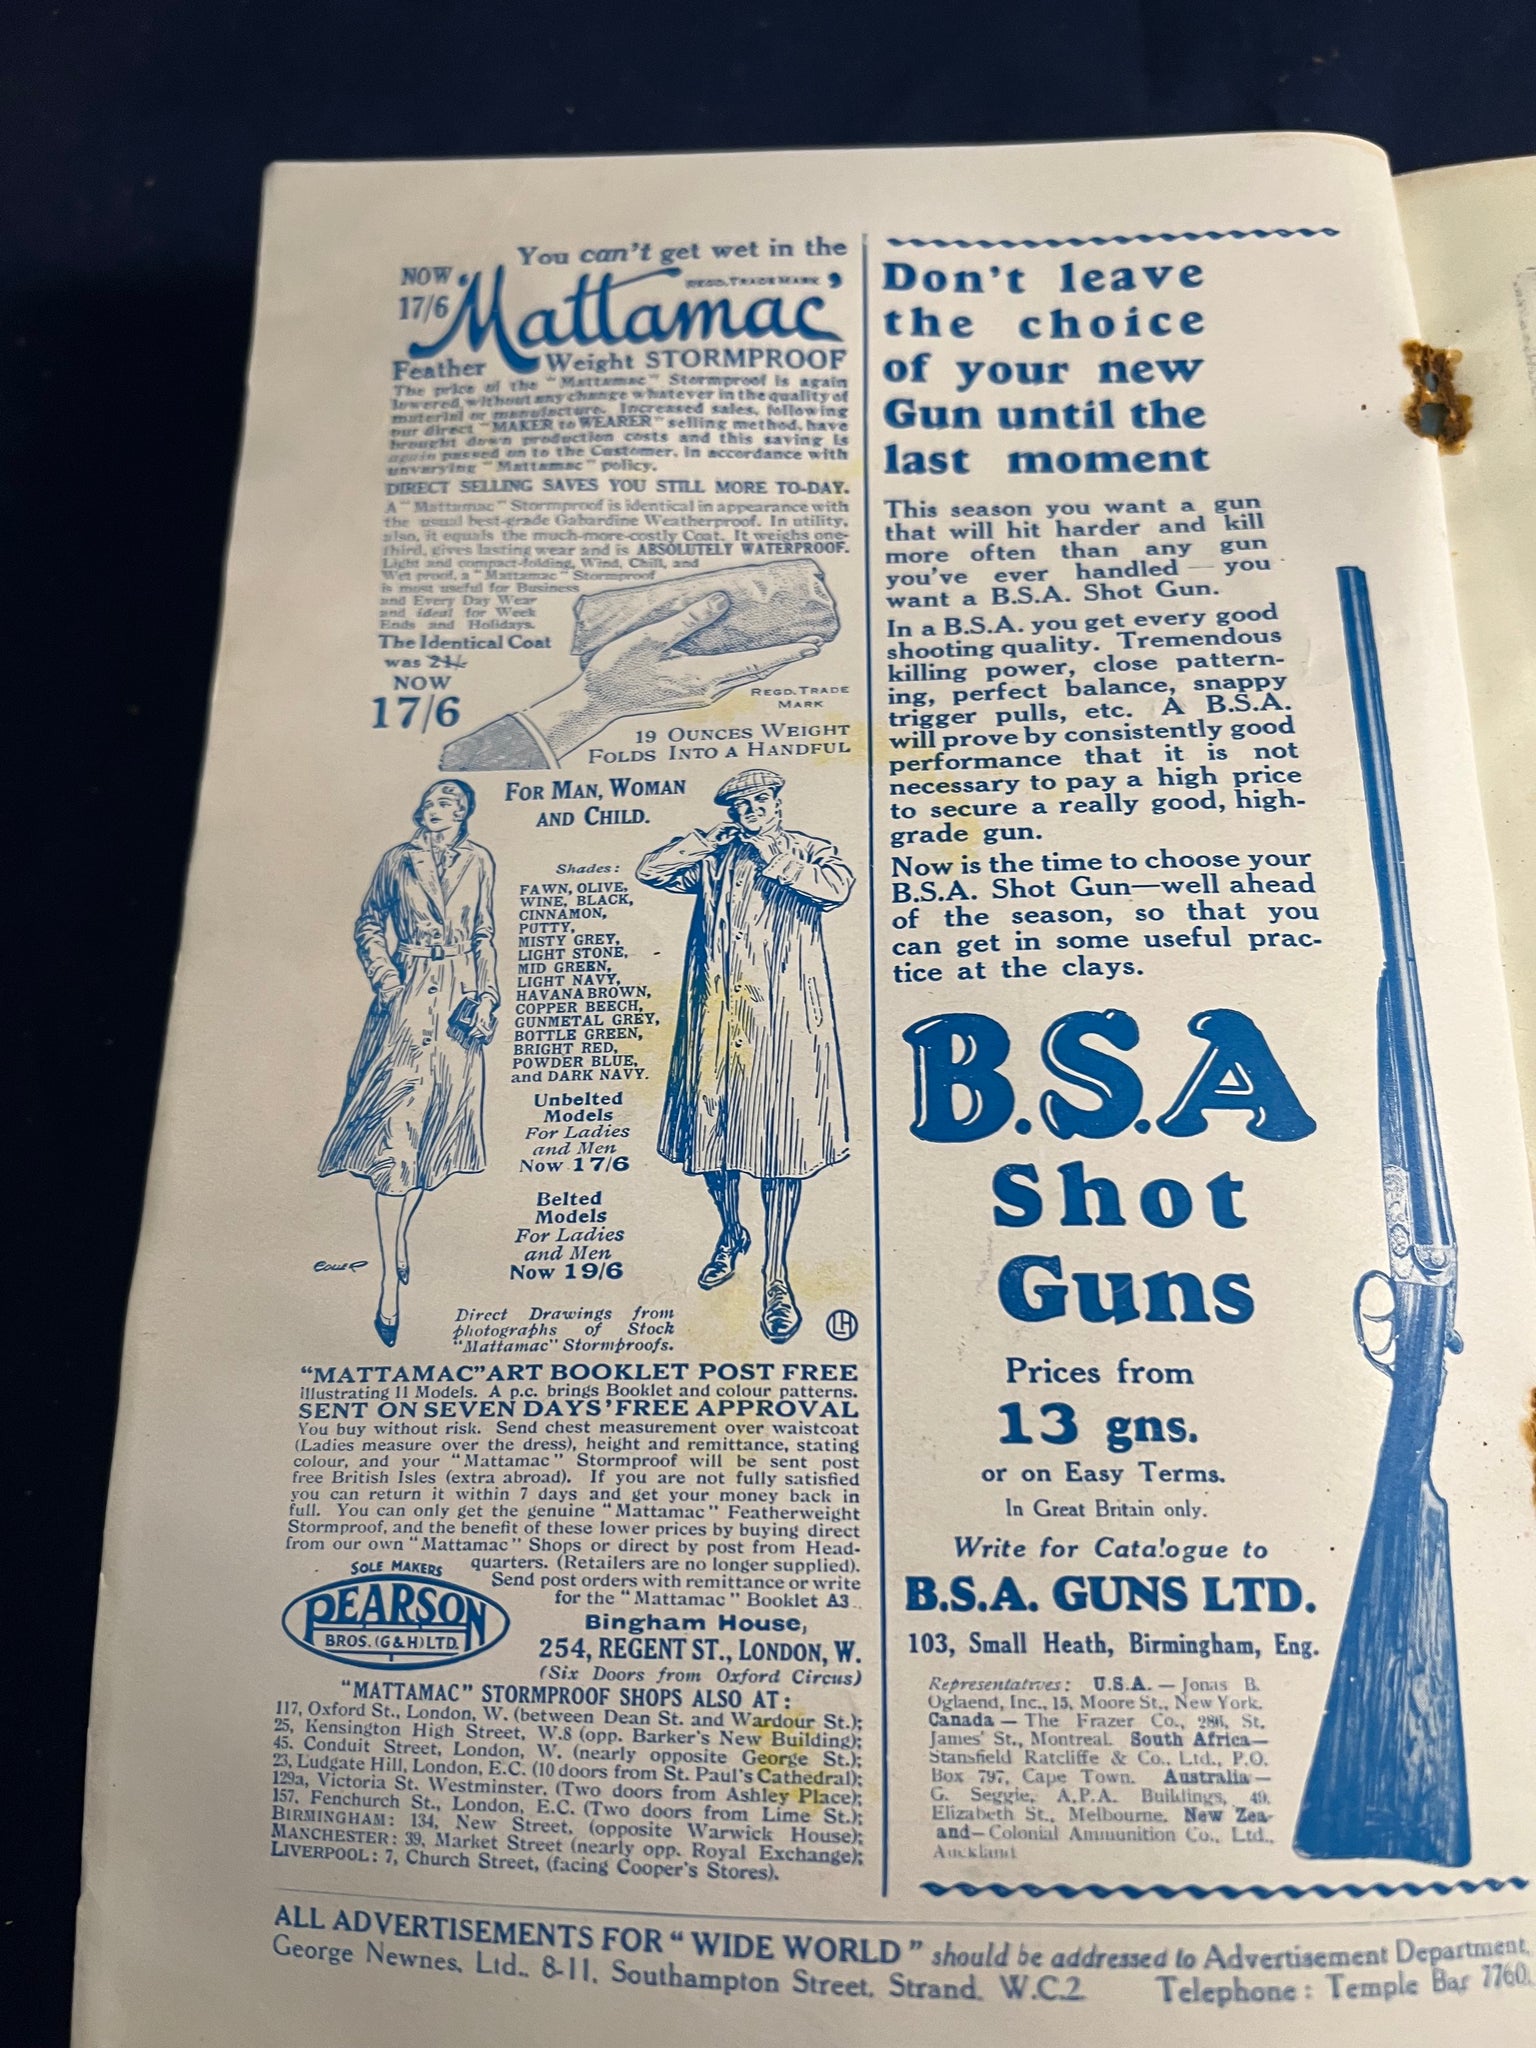 You can't get wet in the
NOW
17/6
'Mattamac'
REGD. TRADE MARK
Feather Weight STORMPROOF
The price of the "Mattamac" Stormproof is again
lowered, without any change whatever in the quality of
material or manufacture. Increased sales, following
our direct "MAKER to WEARER" selling method, have
brought down production costs and this saving is
again passed on to the Customer, in accordance with
unvarying "Mattamac" policy.
DIRECT SELLING SAVES YOU STILL MORE TO-DAY.
A "Mattamac" Stormproof is identical in appearance with
the usual best-grade Gabardine Weatherproof. In utility,
also, it equals the much-more-costly Coat. It weighs one-
third, gives lasting wear and is ABSOLUTELY WATERPROOF.
Light and compact-folding, Wind, Chill, and
Wet proof, a "Mattamac" Stormproof
is most useful for Business
and Every Day Wear
and ideal for Week
Ends and Holidays.
The Identical Coat
was 21/-
NOW
17/6
REGD. TRADE
MARK
19 OUNCES WEIGHT
FOLDS INTO A HANDFUL
FOR MAN, WOMAN
AND CHILD.
Shades:
FAWN, OLIVE,
WINE, BLACK,
CINNAMON,
PUTTY,
MISTY GREY,
LIGHT STONE,
MID GREEN,
LIGHT NAVY,
HAVANA BROWN,
COPPER BEECH,
GUNMETAL GREY,
BOTTLE GREEN,
BRIGHT RED,
POWDER BLUE,
and DARK NAVY.
Unbelted
Models
For Ladies
and Men
Now 17/6
Belted
Models
For Ladies
and Men
Now 19/6
LH
Direct Drawings from
photographs of Stock
"Mattamac" Stormproofs.
"MATTAMAC" ART BOOKLET POST FREE
illustrating 11 Models. A p.c. brings Booklet and colour patterns.
SENT ON SEVEN DAYS' FREE APPROVAL
You buy without risk. Send chest measurement over waistcoat
(Ladies measure over the dress), height and remittance, stating
colour, and your "Mattamac" Stormproof will be sent post
free British Isles (extra abroad). If you are not fully satisfied
you can return it within 7 days and get your money back in
full. You can only get the genuine "Mattamac" Featherweight
Stormproof, and the benefit of these lower prices by buying direct
from our own "Mattamac" Shops or direct by post from Head-
quarters. (Retailers are no longer supplied).
Send post orders with remittance or write
for the "Mattamac" Booklet A3.
SOLE MAKERS
PEARSON
BROS. (G & H) LTD.
Bingham House,
254, REGENT ST., LONDON, W.
(Six Doors from Oxford Circus)
"MATTAMAC" STORMPROOF SHOPS ALSO AT:
117, Oxford St., London, W. (between Dean St. and Wardour St.);
25, Kensington High Street, W.8 (opp. Barker's New Building);
45, Conduit Street, London, W. (nearly opposite George St.);
23, Ludgate Hill, London, E.C. (10 doors from St. Paul's Cathedral);
129a, Victoria St. Westminster, (Two doors from Ashley Place);
157, Fenchurch St., London, E.C. (Two doors from Lime St.);
BIRMINGHAM: 134, New Street, (opposite Warwick House);
MANCHESTER: 39, Market Street (nearly opp. Royal Exchange);
LIVERPOOL: 7, Church Street, (facing Cooper's Stores).
Don't leave
the choice
of your new
Gun until the
last moment
This season you want a gun
that will hit harder and kill
more often than any gun
you've ever handled — you
want a B.S.A. Shot Gun.
In a B.S.A. you get every good
shooting quality. Tremendous
killing power, close pattern-
ing, perfect balance, snappy
trigger pulls, etc. A B.S.A.
will prove by consistently good
performance that it is not
necessary to pay a high price
to secure a really good, high-
grade gun.
Now is the time to choose your
B.S.A. Shot Gun—well ahead
of the season, so that you
can get in some useful prac-
tice at the clays.
B.S.A
Shot
Guns
Prices from
13 gns.
or on Easy Terms.
In Great Britain only.
Write for Catalogue to
B.S.A. GUNS LTD.
103, Small Heath, Birmingham, Eng.
Representatives: U.S.A. — Jonas B.
Oglaend, Inc., 15, Moore St., New York.
Canada — The Frazer Co., 286, St.
James' St., Montreal. South Africa—
Stansfield Ratcliffe & Co., Ltd., P.O.
Box 797, Cape Town. Australia —
G. Seggie, A.P.A. Buildings, 49,
Elizabeth St., Melbourne. New Zea-
and — Colonial Ammunition Co., Ltd.,
Auckland
ALL ADVERTISEMENTS FOR "WIDE WORLD" should be addressed to Advertisement Department,
George Newnes, Ltd., 8-11, Southampton Street, Strand, W.C.2 Telephone: Temple Bar 7760.